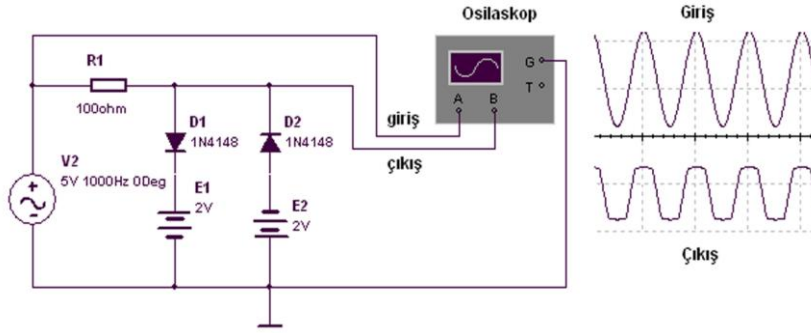 Osilaskop
Giriş
R1
100ohm
G
T
A
B
giriş
çıkış
D1
1N4148
D2
1N4148
V2
5V 1000Hz 0Deg
E1
2V
E2
2V
Çıkış